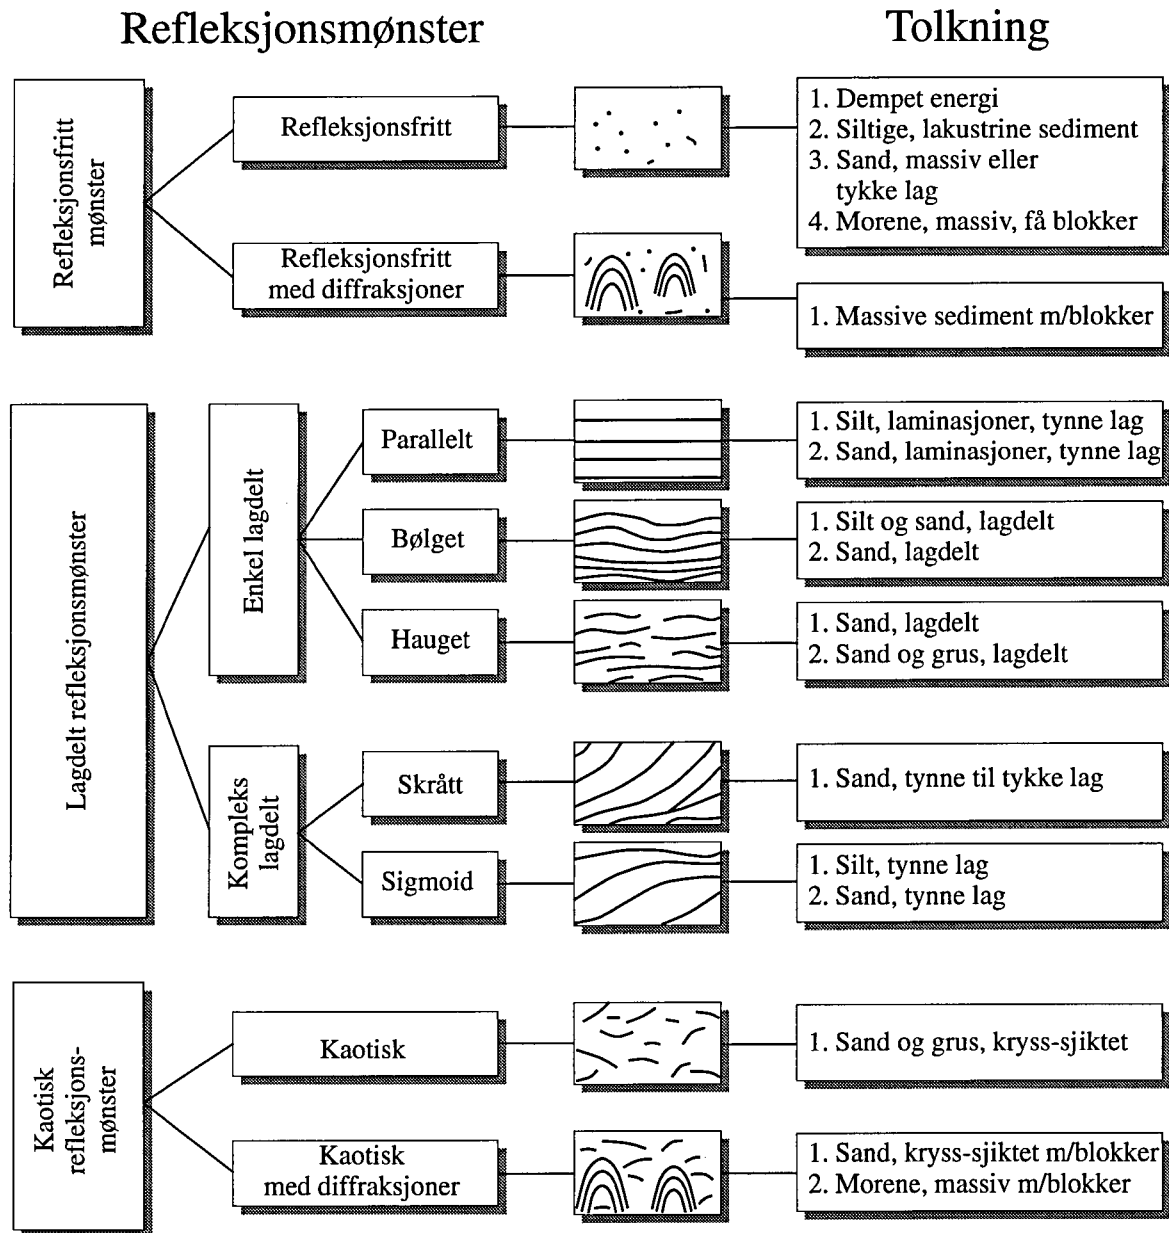 Refleksjonsmønster
Tolkning
Refleksjonsfritt
mønster
Refleksjonsfritt
1. Dempet energi
2. Siltige, lakustrine sediment
3. Sand, massiv eller
tykke lag
4. Morene, massiv, få blokker
Refleksjonsfritt
med diffraksjoner
1. Massive sediment m/blokker
Lagdelt refleksjonsmønster
Enkel lagdelt
Parallelt
1. Silt, laminasjoner, tynne lag
2. Sand, laminasjoner, tynne lag
Bølget
1. Silt og sand, lagdelt
2. Sand, lagdelt
Hauget
1. Sand, lagdelt
2. Sand og grus, lagdelt
Kompleks
lagdelt
Skrått
1. Sand, tynne til tykke lag
Sigmoid
1. Silt, tynne lag
2. Sand, tynne lag
Kaotisk
refleksjons-
mønster
Kaotisk
1. Sand og grus, kryss-sjiktet
Kaotisk
med diffraksjoner
1. Sand, kryss-sjiktet m/blokker
2. Morene, massiv m/blokker